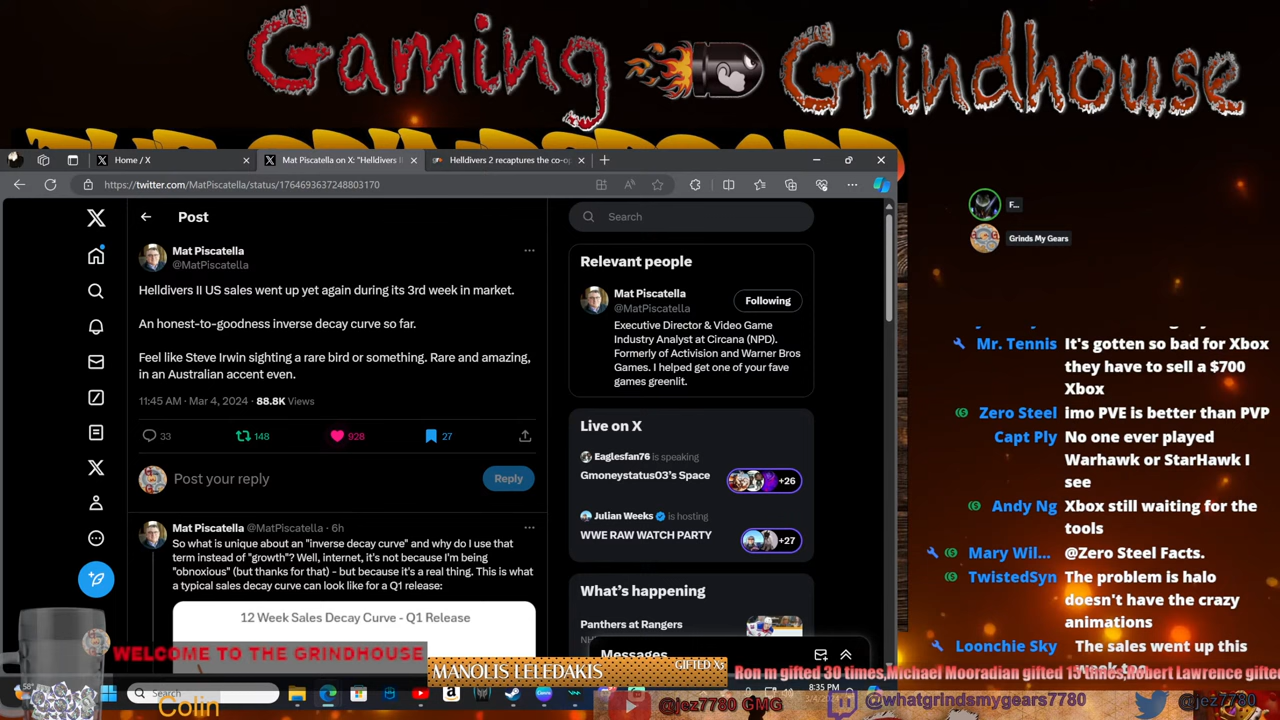 Gaming Grindhouse
Home / X
Mat Piscatella on X: "Helldivers I
Helldivers 2 recaptures the co-o
https://twitter.com/MatPiscatella/status/1764693637248803170
Post
Search
Mat Piscatella
@MatPiscatella
Helldivers II US sales went up yet again during its 3rd week in market.
An honest-to-goodness inverse decay curve so far.
Feel like Steve Irwin sighting a rare bird or something. Rare and amazing,
in an Australian accent even.
11:45 AM · Mar 4, 2024 · 88.8K Views
33
148
928
27
Post your reply
Reply
Mat Piscatella @MatPiscatella · 6h
So what is unique about an "inverse decay curve" and why do I use that
term instead of "growth"? Well, internet, it's not because I'm being
"obnoxious" (but thanks for that) - but because it's a real thing. This is what
a typical sales decay curve can look like for a Q1 release:
12 Week Sales Decay Curve - Q1 Release
Relevant people
Mat Piscatella
@MatPiscatella
Following
Executive Director & Video Game
Industry Analyst at Circana (NPD).
Formerly of Activision and Warner Bros
Games. I helped get one of your fave
games greenlit.
Live on X
Eaglesfan76 is speaking
GmoneystatusO3's Space
+26
Julian Weeks is hosting
WWE RAW WATCH PARTY
+27
What's happening
Panthers at Rangers
Messages
F...
Grinds My Gears
Mr. Tennis It's gotten so bad for Xbox
they have to sell a $700
Xbox
Zero Steel imo PVE is better than PVP
Capt Ply No one ever played
Warhawk or StarHawk I
see
Andy Ng Xbox still waiting for the
tools
Mary Wil... @Zero Steel Facts.
TwistedSyn The problem is halo
doesn't have the crazy
animations
Loonchie Sky The sales went up this
week too
WELCOME TO THE GRINDHOUSE
MANOLIS LELEDAKIS GIFTED X5
Ron m gifted 30 times,Michael Mooradian gifted 15 times,Robert Lawrence gifted
58°
Search
Colin
8:35 PM
@jez7780 GMG
@whatgrindsmygears7780
@jez7780